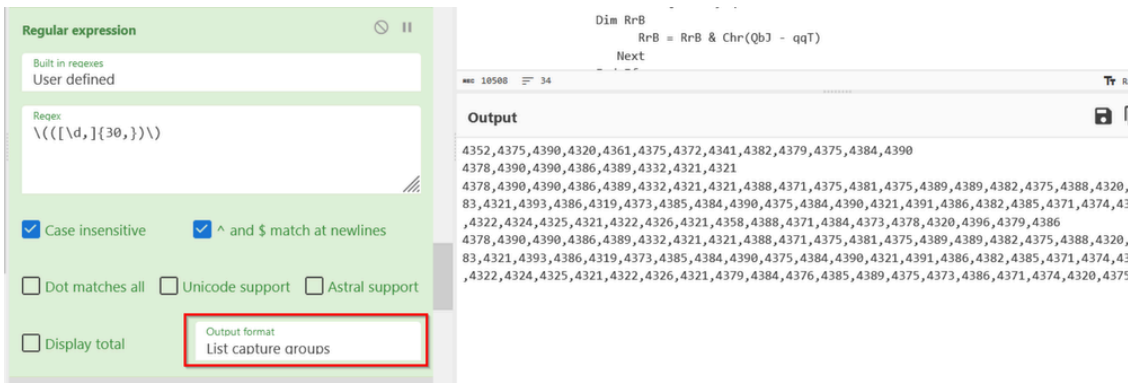 Regular expression
Built in regexes
User defined
Regex
\(([\d,]{30,})\)
Case insensitive
^ and $ match at newlines
Dot matches all
Unicode support
Astral support
Display total
Output format
List capture groups
Dim RrB
RrB = RrB & Chr(QbJ - qqT)
Next
REC 10508 34
Tr R
Output
4352,4375,4390,4320,4361,4375,4372,4341,4382,4379,4375,4384,4390
4378,4390,4390,4386,4389,4332,4321,4321
4378,4390,4390,4386,4389,4332,4321,4321,4388,4371,4375,4381,4375,4389,4389,4382,4375,4388,4320,
83,4321,4393,4386,4319,4373,4385,4384,4390,4375,4384,4390,4321,4391,4386,4382,4385,4371,4374,43
,4322,4324,4325,4321,4322,4326,4321,4358,4388,4371,4384,4373,4378,4320,4396,4379,4386
4378,4390,4390,4386,4389,4332,4321,4321,4388,4371,4375,4381,4375,4389,4389,4382,4375,4388,4320,
83,4321,4393,4386,4319,4373,4385,4384,4390,4375,4384,4390,4321,4391,4386,4382,4385,4371,4374,43
,4322,4324,4325,4321,4322,4326,4321,4379,4384,4376,4385,4389,4375,4373,4386,4371,4374,4320,4375